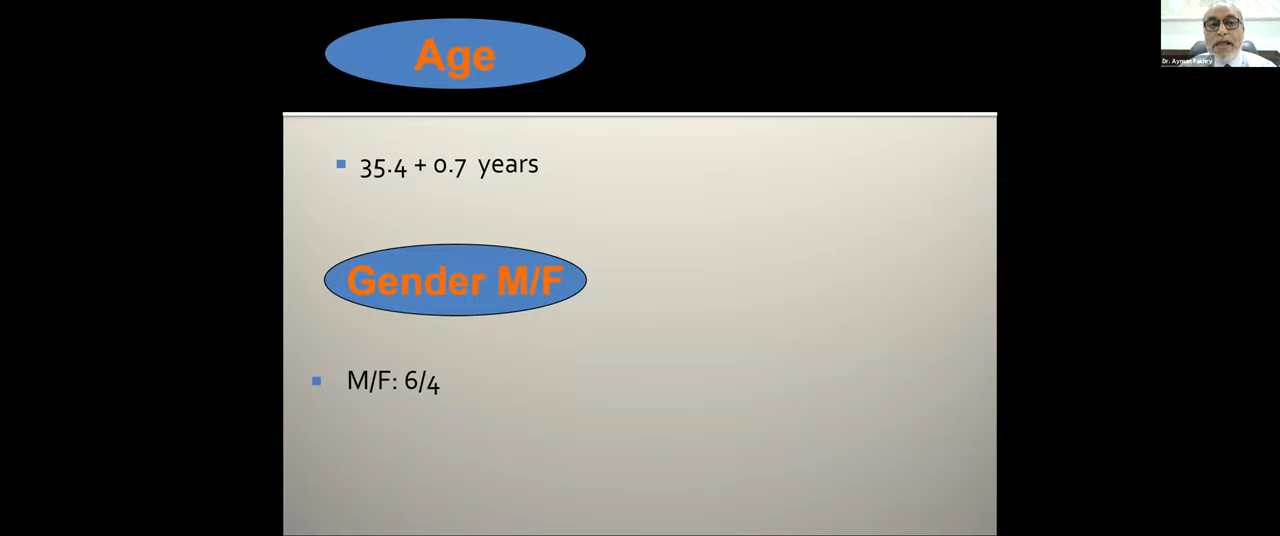 Age
35.4 + 0.7 years
Gender M/F
M/F: 6/4
Dr. Ayman Fakhry